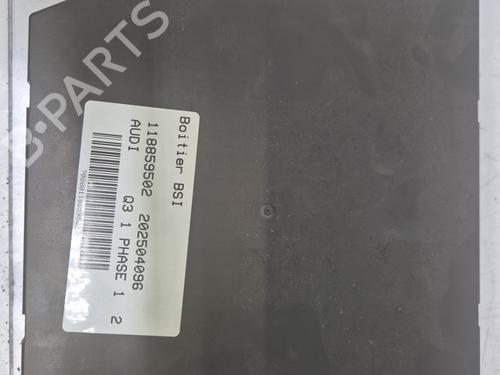 Boitier BSI
118859502 202504096
AUDI Q3 1 PHASE 1 2
B-PARTS